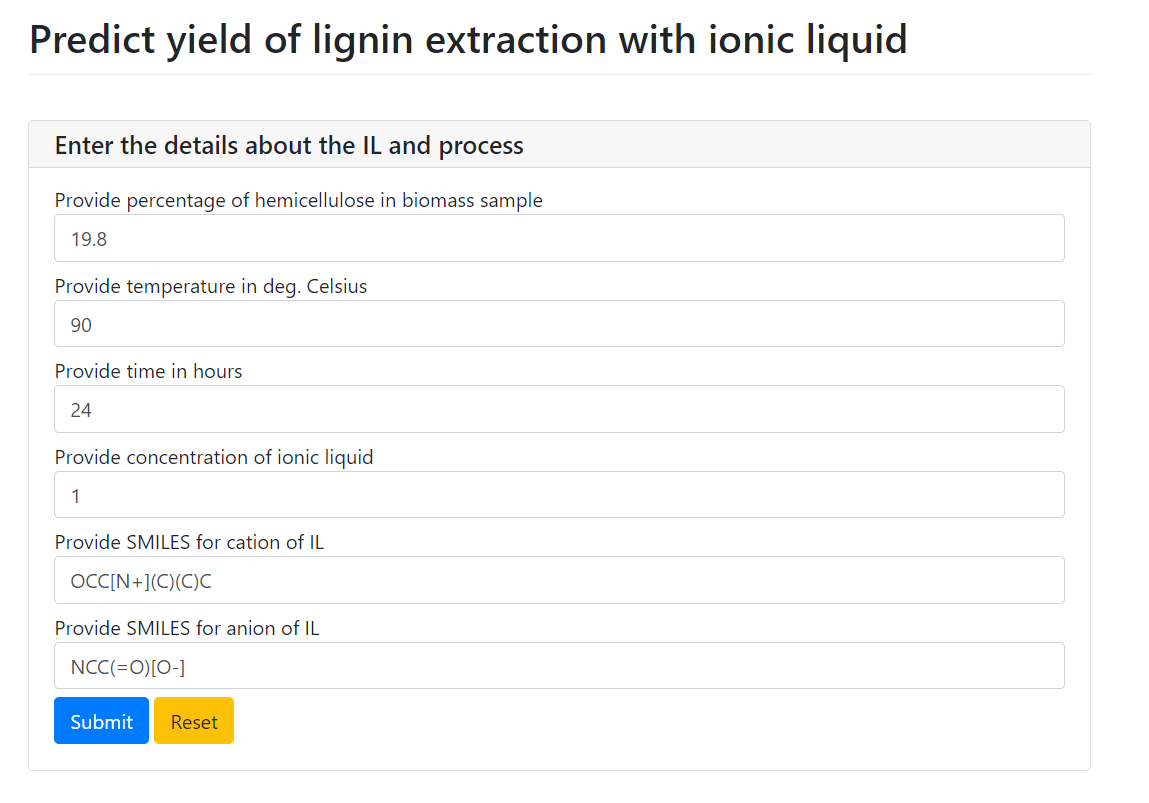 Predict yield of lignin extraction with ionic liquid
Enter the details about the IL and process
Provide percentage of hemicellulose in biomass sample
19.8
Provide temperature in deg. Celsius
90
Provide time in hours
24
Provide concentration of ionic liquid
1
Provide SMILES for cation of IL
OCC[N+](C)(C)C
Provide SMILES for anion of IL
NCC(=O)[O-]
Submit Reset